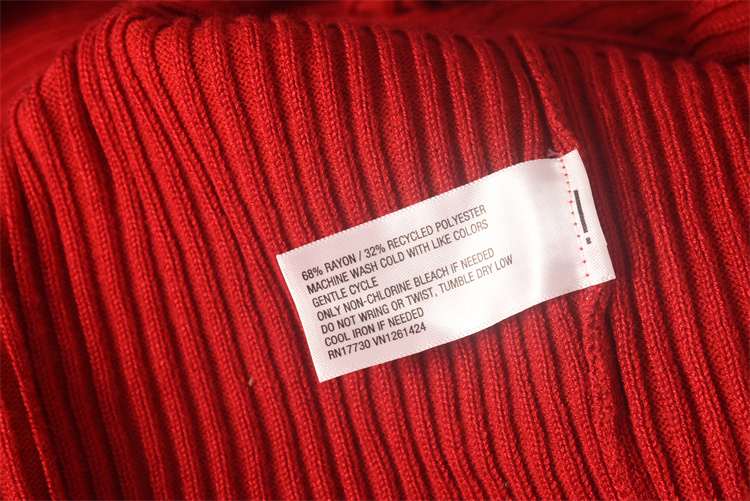 68% RAYON / 32% RECYCLED POLYESTER
MACHINE WASH COLD WITH LIKE COLORS
GENTLE CYCLE
ONLY NON-CHLORINE BLEACH IF NEEDED
DO NOT WRING OR TWIST, TUMBLE DRY LOW
COOL IRON IF NEEDED
RN17730 VN1261424